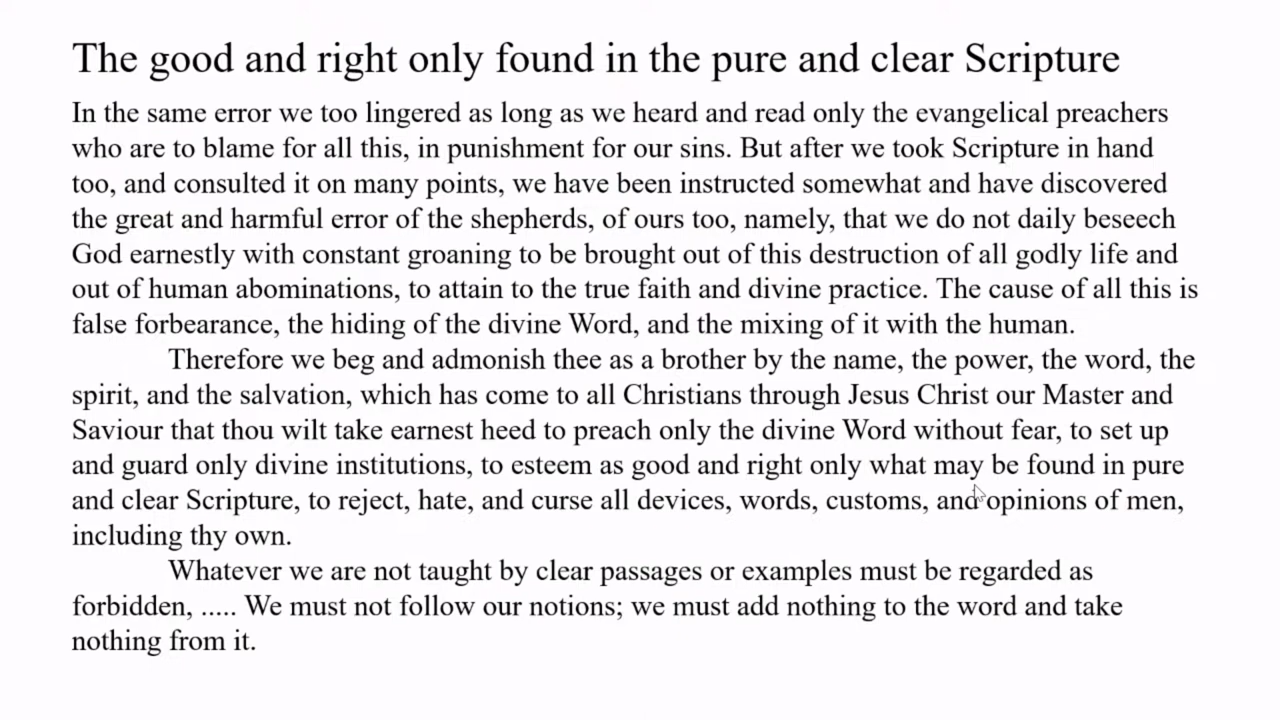 The good and right only found in the pure and clear Scripture
In the same error we too lingered as long as we heard and read only the evangelical preachers
who are to blame for all this, in punishment for our sins. But after we took Scripture in hand
too, and consulted it on many points, we have been instructed somewhat and have discovered
the great and harmful error of the shepherds, of ours too, namely, that we do not daily beseech
God earnestly with constant groaning to be brought out of this destruction of all godly life and
out of human abominations, to attain to the true faith and divine practice. The cause of all this is
false forbearance, the hiding of the divine Word, and the mixing of it with the human.
Therefore we beg and admonish thee as a brother by the name, the power, the word, the
spirit, and the salvation, which has come to all Christians through Jesus Christ our Master and
Saviour that thou wilt take earnest heed to preach only the divine Word without fear, to set up
and guard only divine institutions, to esteem as good and right only what may be found in pure
and clear Scripture, to reject, hate, and curse all devices, words, customs, and opinions of men,
including thy own.
Whatever we are not taught by clear passages or examples must be regarded as
forbidden, ..... We must not follow our notions; we must add nothing to the word and take
nothing from it.